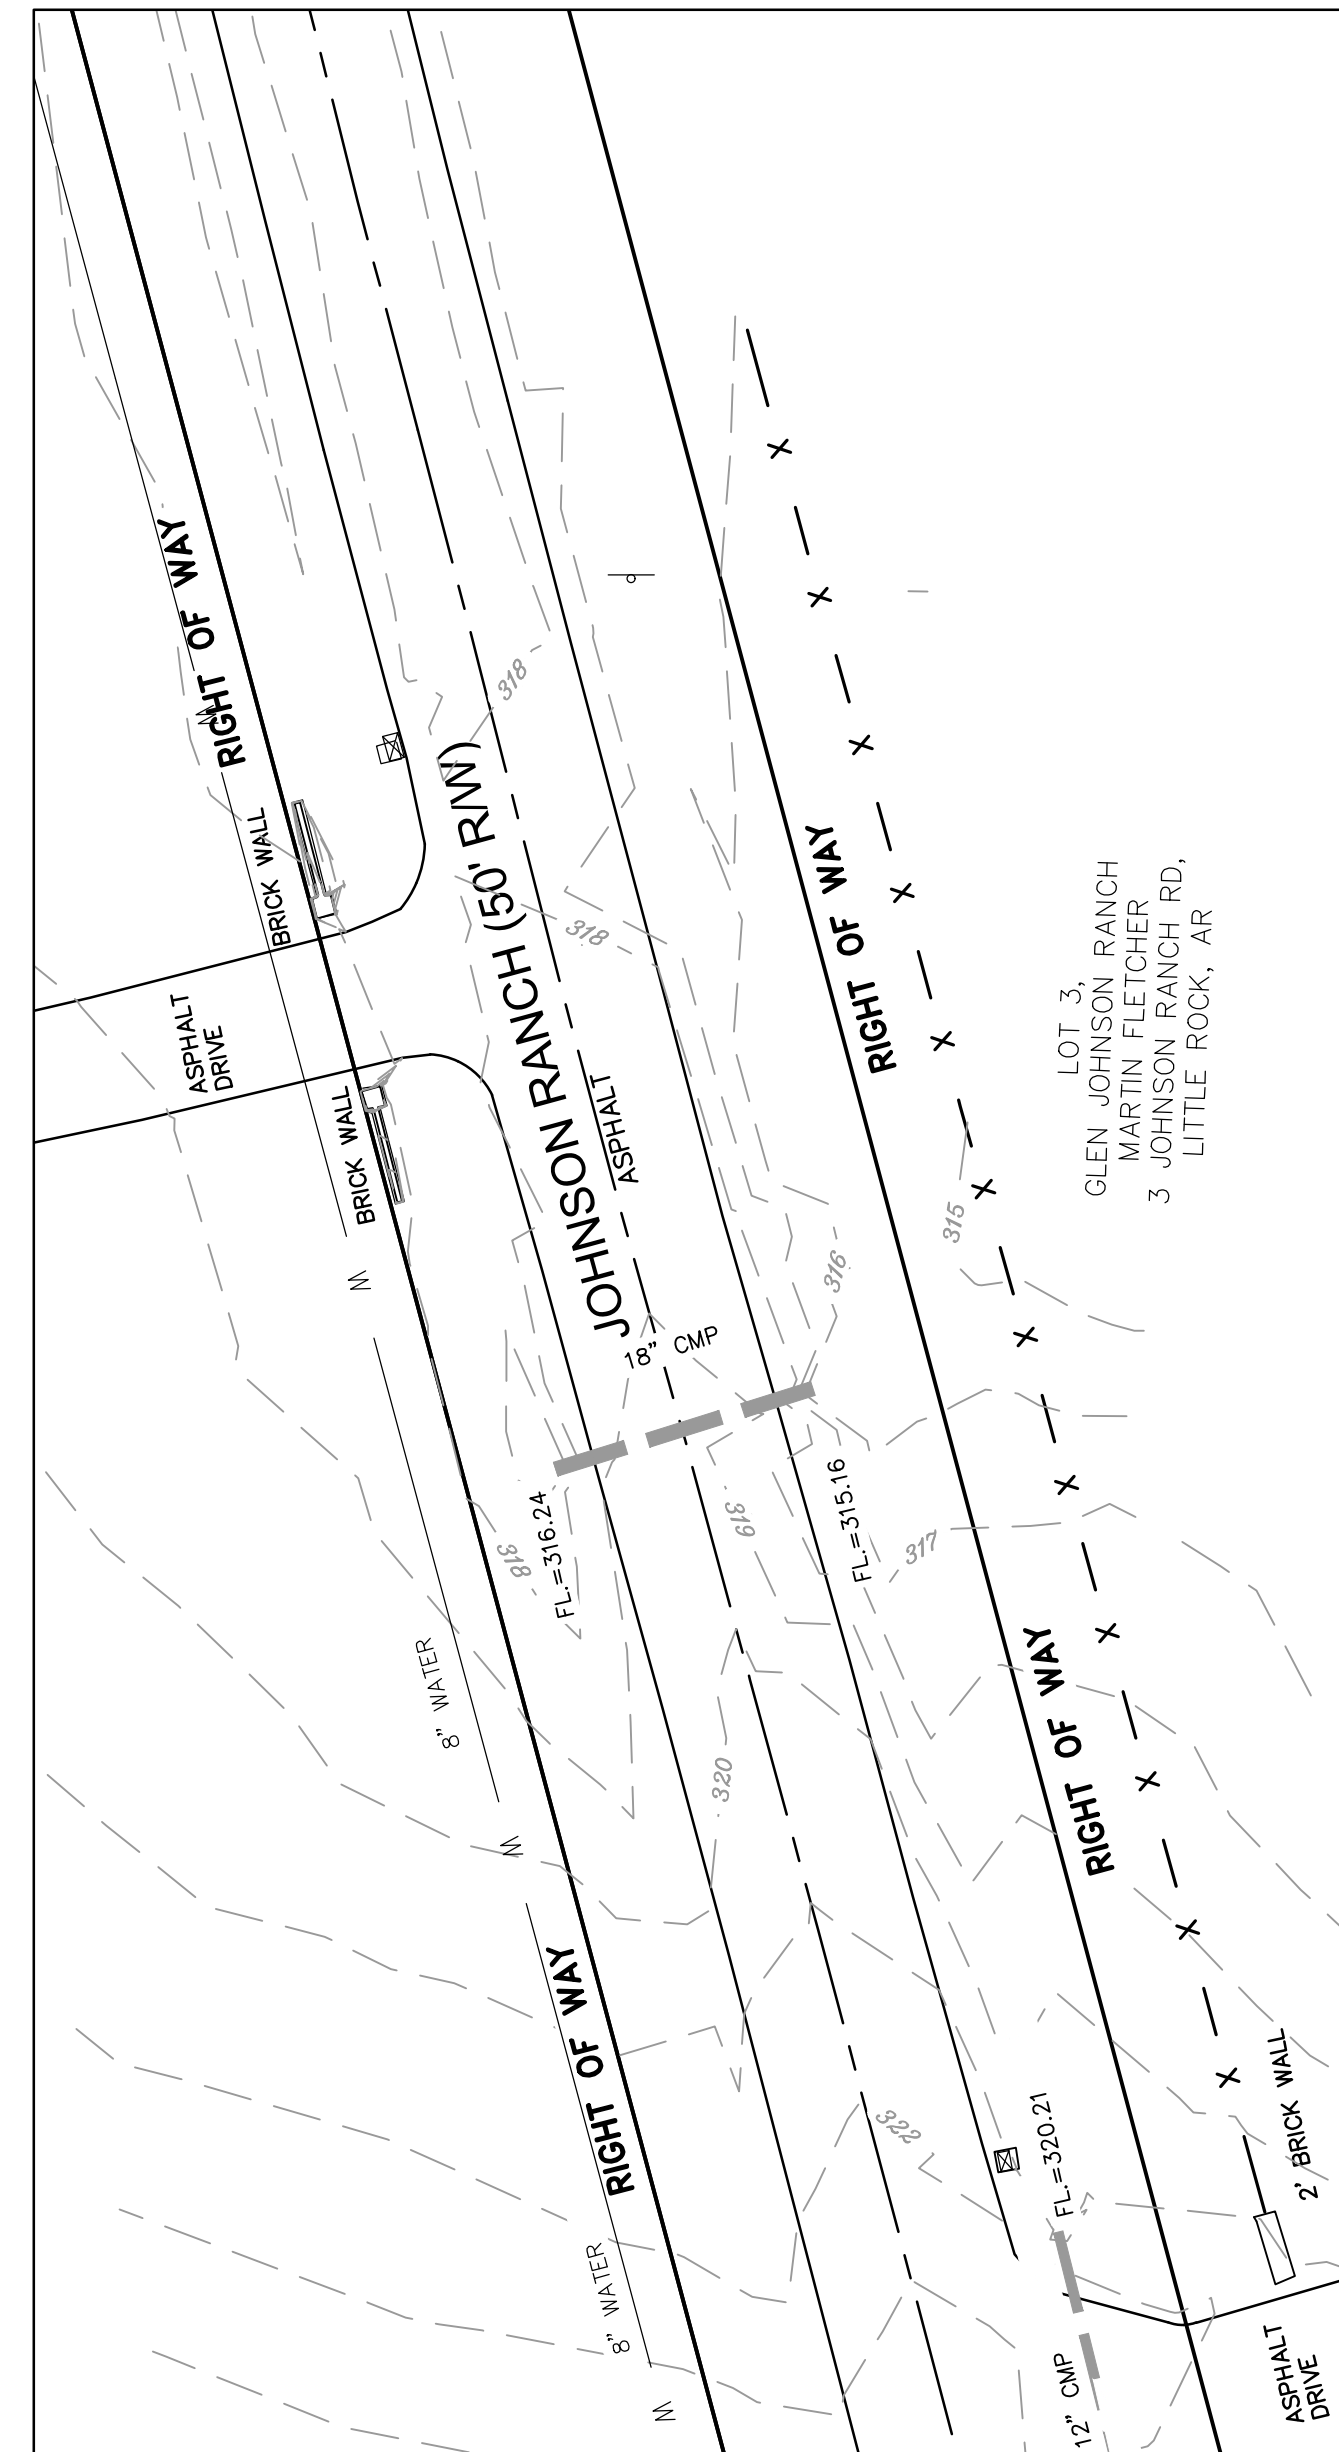 RIGHT OF WAY
W
318
BRICK WALL
JOHNSON RANCH (50' R/W)
RIGHT OF WAY
318
ASPHALT
DRIVE
LOT 3,
GLEN JOHNSON RANCH
MARTIN FLETCHER
3 JOHNSON RANCH RD,
LITTLE ROCK, AR
BRICK WALL
ASPHALT
315
W
316
18" CMP
FL.=316.24
318
319
FL.=315.16
317
8" WATER
RIGHT OF WAY
320
W
RIGHT OF WAY
322
FL.=320.21
2' BRICK WALL
8" WATER
W
12" CMP
ASPHALT
DRIVE